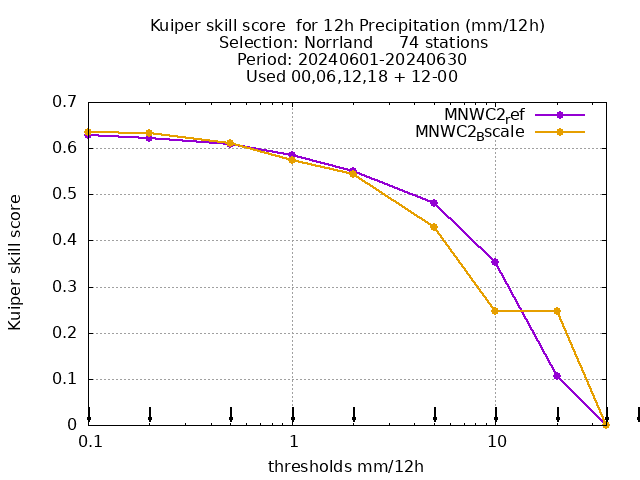 Kuiper skill score  for 12h Precipitation (mm/12h)
Selection: Norrland     74 stations
Period: 20240601-20240630
Used 00,06,12,18 + 12-00
0.7
MNWC2ref
MNWC2Bscale
0.6
0.5
0.4
0.3
0.2
0.1
0
Kuiper skill score
0.1 1 10
thresholds mm/12h